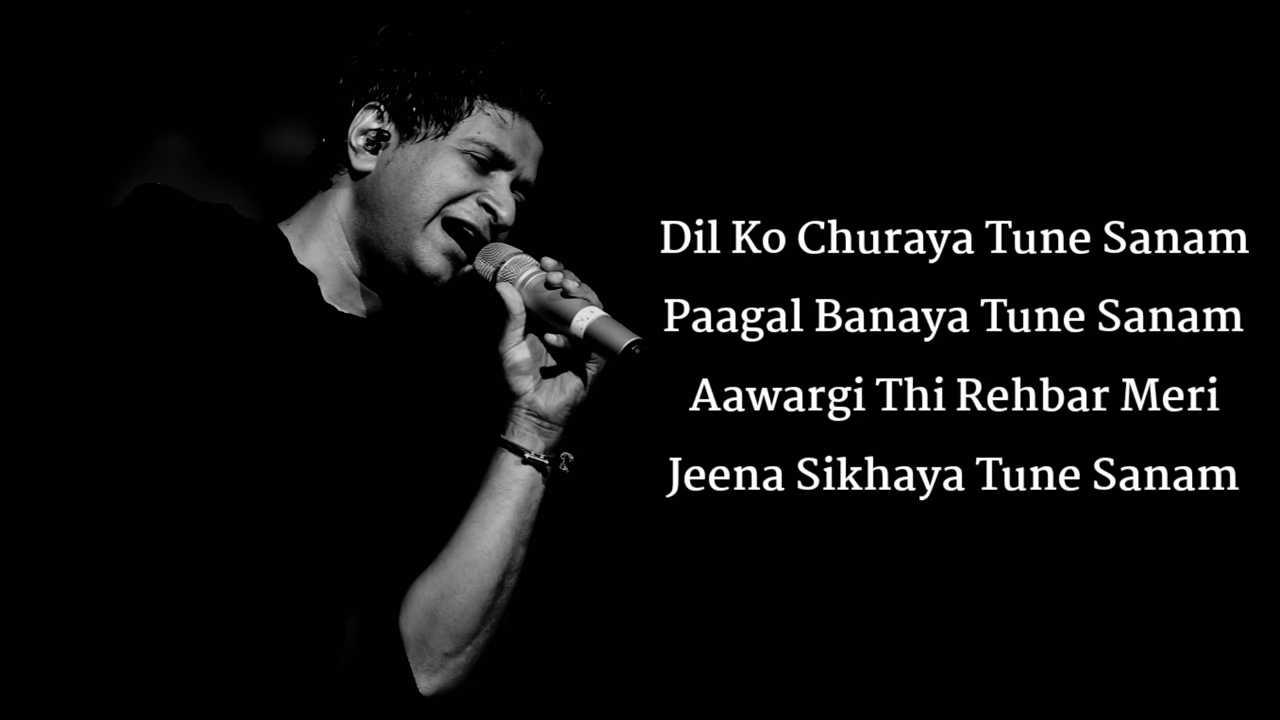 Dil Ko Churaya Tune Sanam
Paagal Banaya Tune Sanam
Aawargi Thi Rehbar Meri
Jeena Sikhaya Tune Sanam